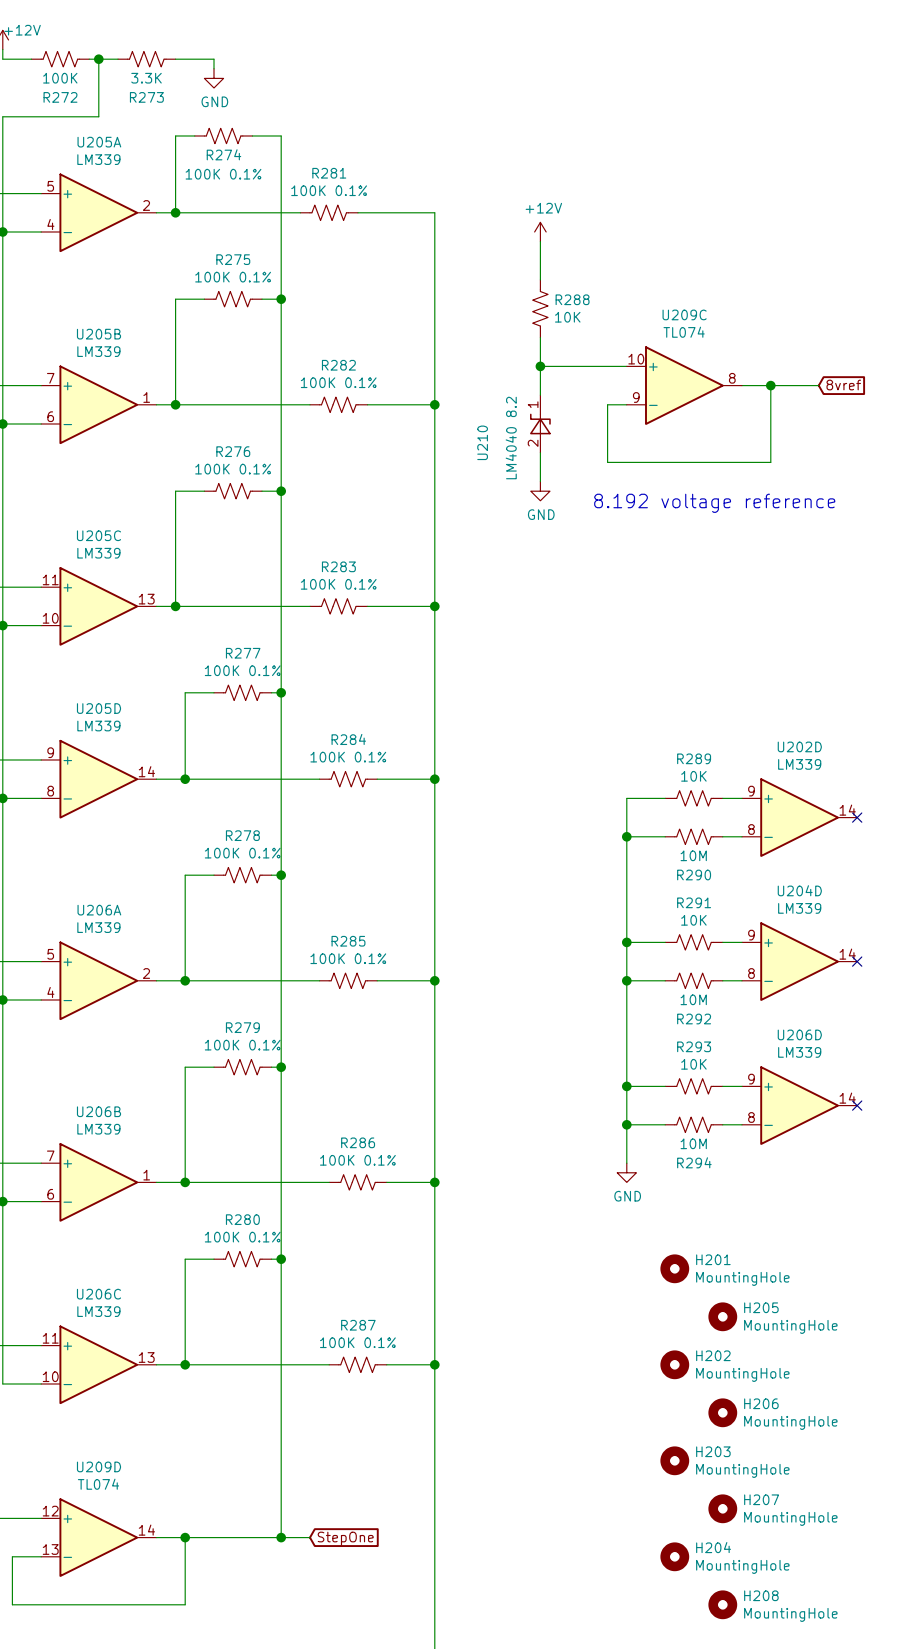 +12V
100K
R272
3.3K
R273
GND
U205A
LM339
5
+
4
−
2
R274
100K 0.1%
R281
100K 0.1%
R275
100K 0.1%
U205B
LM339
7
+
6
−
1
R282
100K 0.1%
R276
100K 0.1%
U205C
LM339
11
+
10
−
13
R283
100K 0.1%
R277
100K 0.1%
U205D
LM339
9
+
8
−
14
R284
100K 0.1%
R278
100K 0.1%
U206A
LM339
5
+
4
−
2
R285
100K 0.1%
R279
100K 0.1%
U206B
LM339
7
+
6
−
1
R286
100K 0.1%
R280
100K 0.1%
U206C
LM339
11
+
10
−
13
R287
100K 0.1%
U209D
TL074
12
+
13
−
14
StepOne
+12V
R288
10K
U210
LM4040 8.2
1
2
GND
U209C
TL074
10
+
9
−
8
8vref
8.192 voltage reference
R289
10K
10M
R290
U202D
LM339
9
+
8
−
14
R291
10K
10M
R292
U204D
LM339
9
+
8
−
14
R293
10K
10M
R294
U206D
LM339
9
+
8
−
14
GND
H201
MountingHole
H205
MountingHole
H202
MountingHole
H206
MountingHole
H203
MountingHole
H207
MountingHole
H204
MountingHole
H208
MountingHole